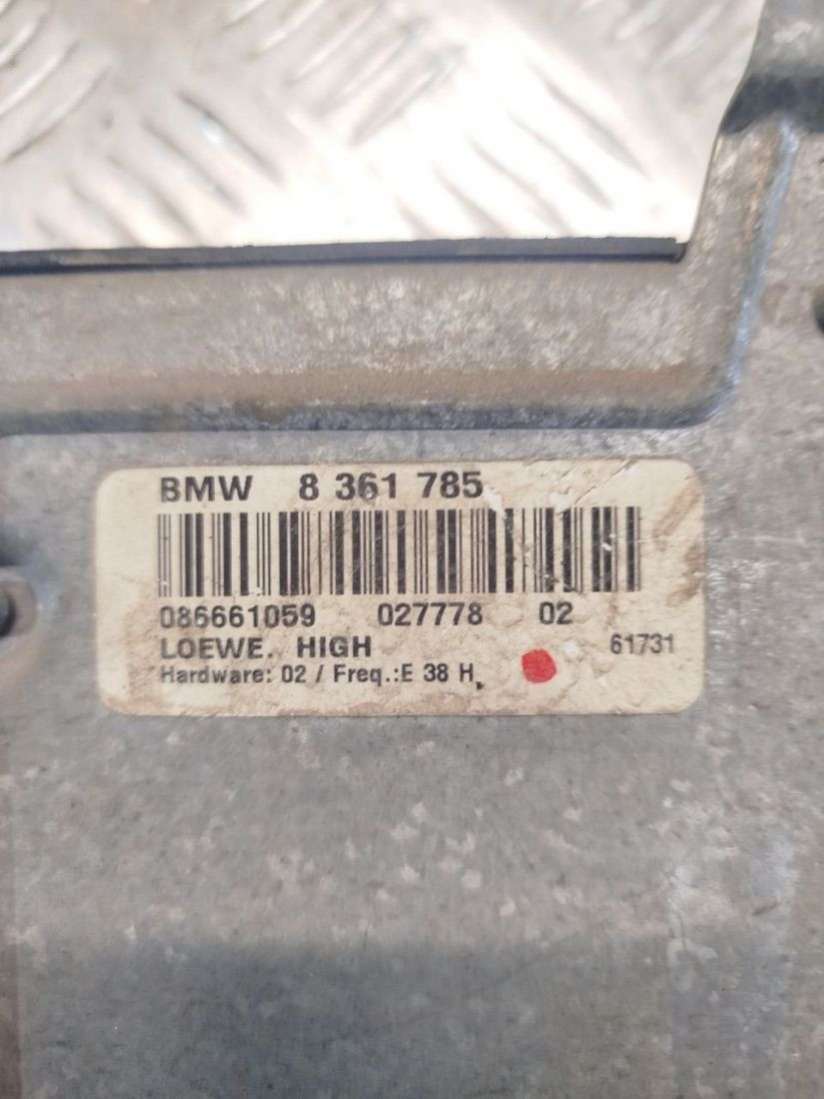 BMW 8 361 785
086661059 027778 02
LOEWE. HIGH 61731
Hardware: 02 / Freq.:E 38 H